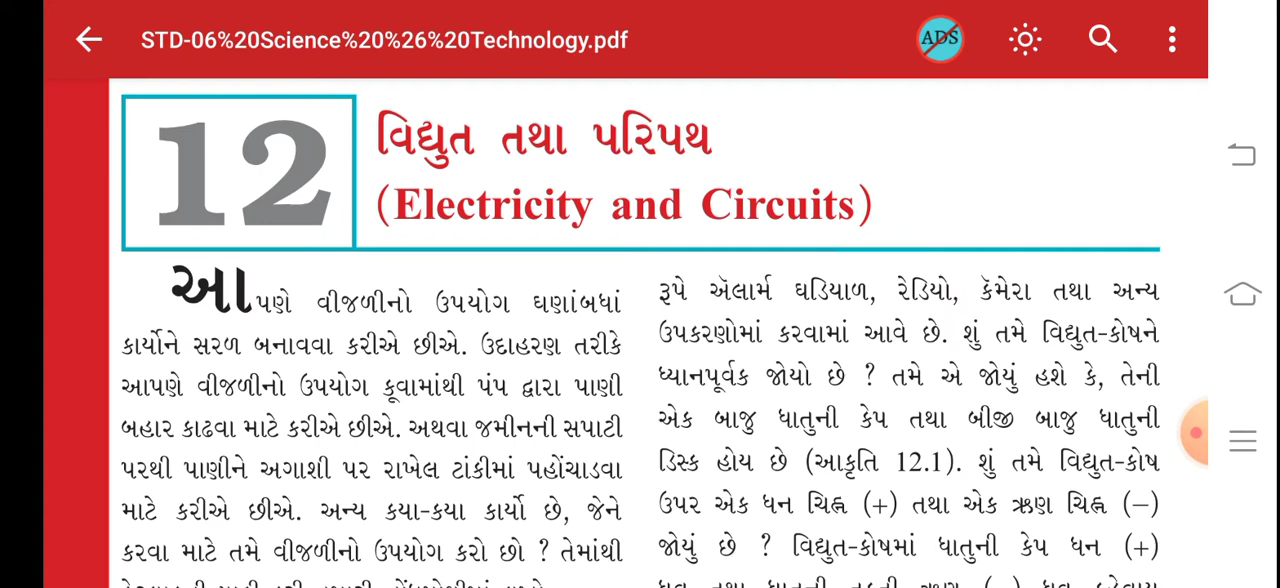 STD-06%20Science%20%26%20Technology.pdf
ADS
12
વિદ્યુત તથા પરિપથ
(Electricity and Circuits)
આપણે વીજળીનો ઉપયોગ ઘણાંબધાં
કાર્યોને સરળ બનાવવા કરીએ છીએ. ઉદાહરણ તરીકે
આપણે વીજળીનો ઉપયોગ કૂવામાંથી પંપ દ્વારા પાણી
બહાર કાઢવા માટે કરીએ છીએ. અથવા જમીનની સપાટી
પરથી પાણીને અગાશી પર રાખેલ ટાંકીમાં પહોંચાડવા
માટે કરીએ છીએ. અન્ય કયા-કયા કાર્યો છે, જેને
કરવા માટે તમે વીજળીનો ઉપયોગ કરો છો ? તેમાંથી
રૂપે ઍલાર્મ ઘડિયાળ, રેડિયો, કૅમેરા તથા અન્ય
ઉપકરણોમાં કરવામાં આવે છે. શું તમે વિદ્યુત-કોષને
ધ્યાનપૂર્વક જોયો છે ? તમે એ જોયું હશે કે, તેની
એક બાજુ ધાતુની કેપ તથા બીજી બાજુ ધાતુની
ડિસ્ક હોય છે (આકૃતિ 12.1). શું તમે વિદ્યુત-કોષ
ઉપર એક ધન ચિહ્ન (+) તથા એક ઋણ ચિહ્ન (–)
જોયું છે ? વિદ્યુત-કોષમાં ધાતુની કેપ ધન (+)